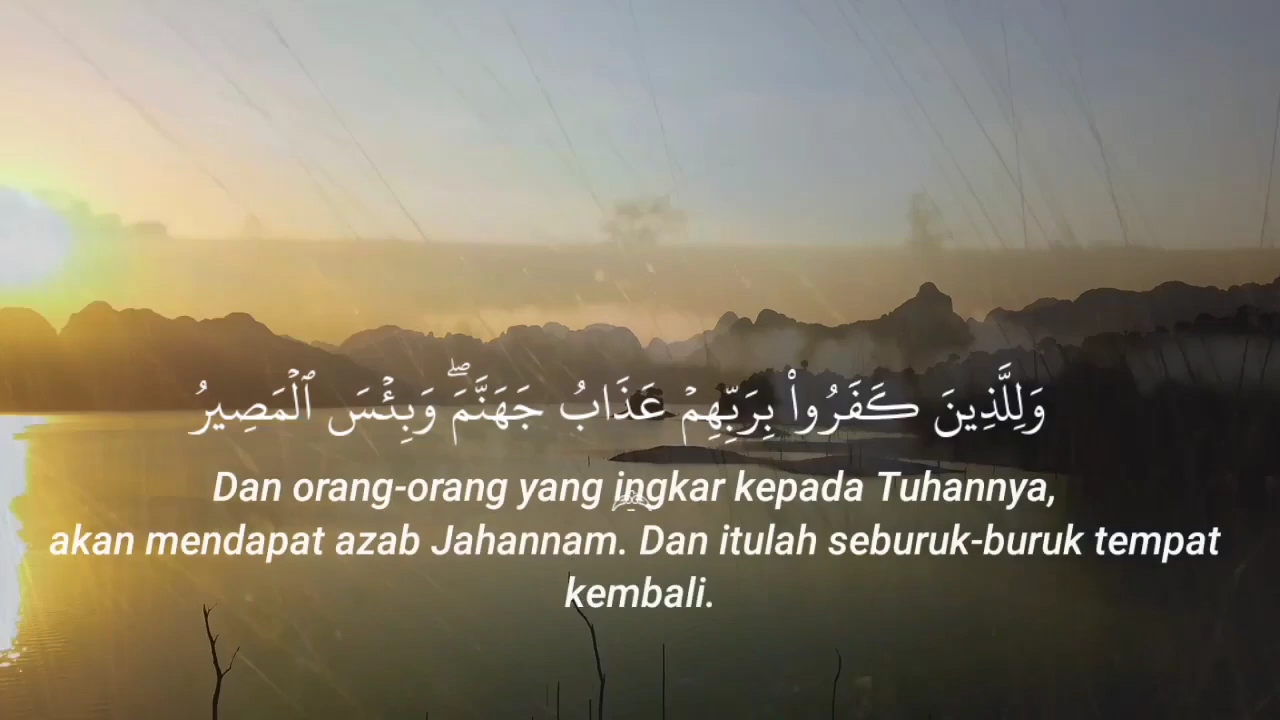 وَلِلَّذِينَ كَفَرُوا۟ بِرَبِّهِمْ عَذَابُ جَهَنَّمَ ۖ وَبِئْسَ ٱلْمَصِيرُ
Dan orang-orang yang ingkar kepada Tuhannya,
akan mendapat azab Jahannam. Dan itulah seburuk-buruk tempat
kembali.